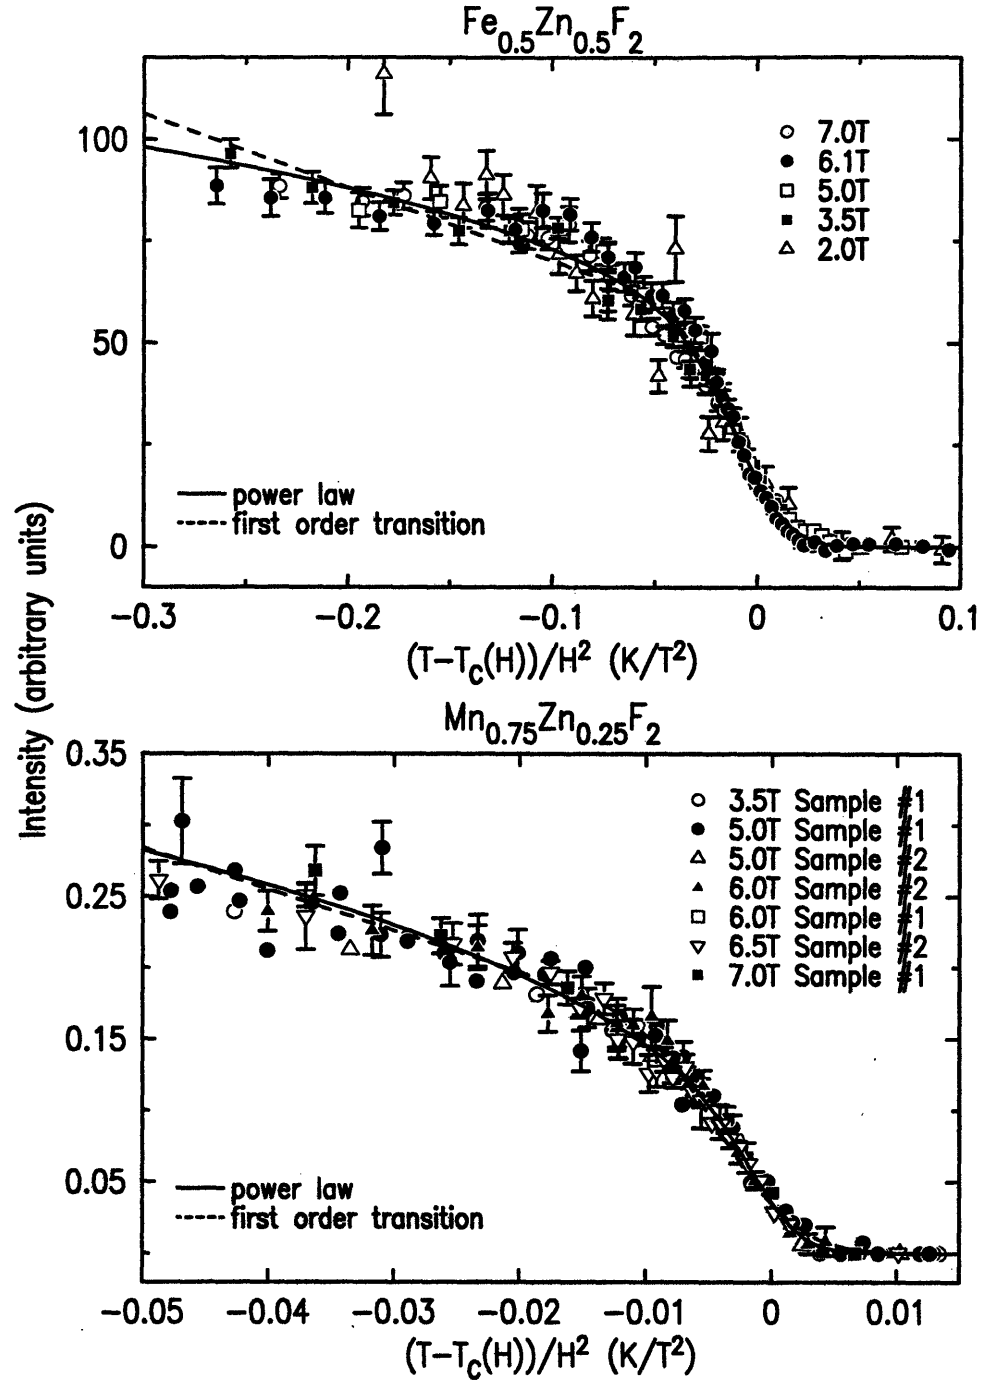 Fe0.5Zn0.5F2
100
50
0
7.0T
6.1T
5.0T
3.5T
2.0T
power law
first order transition
-0.3 -0.2 -0.1 0 0.1
(T-TC(H))/H² (K/T²)
Intensity (arbitrary units)
Mn0.75Zn0.25F2
0.35
0.25
0.15
0.05
3.5T Sample #1
5.0T Sample #1
5.0T Sample #2
6.0T Sample #2
6.0T Sample #1
6.5T Sample #2
7.0T Sample #1
power law
first order transition
-0.05 -0.04 -0.03 -0.02 -0.01 0 0.01
(T-TC(H))/H² (K/T²)